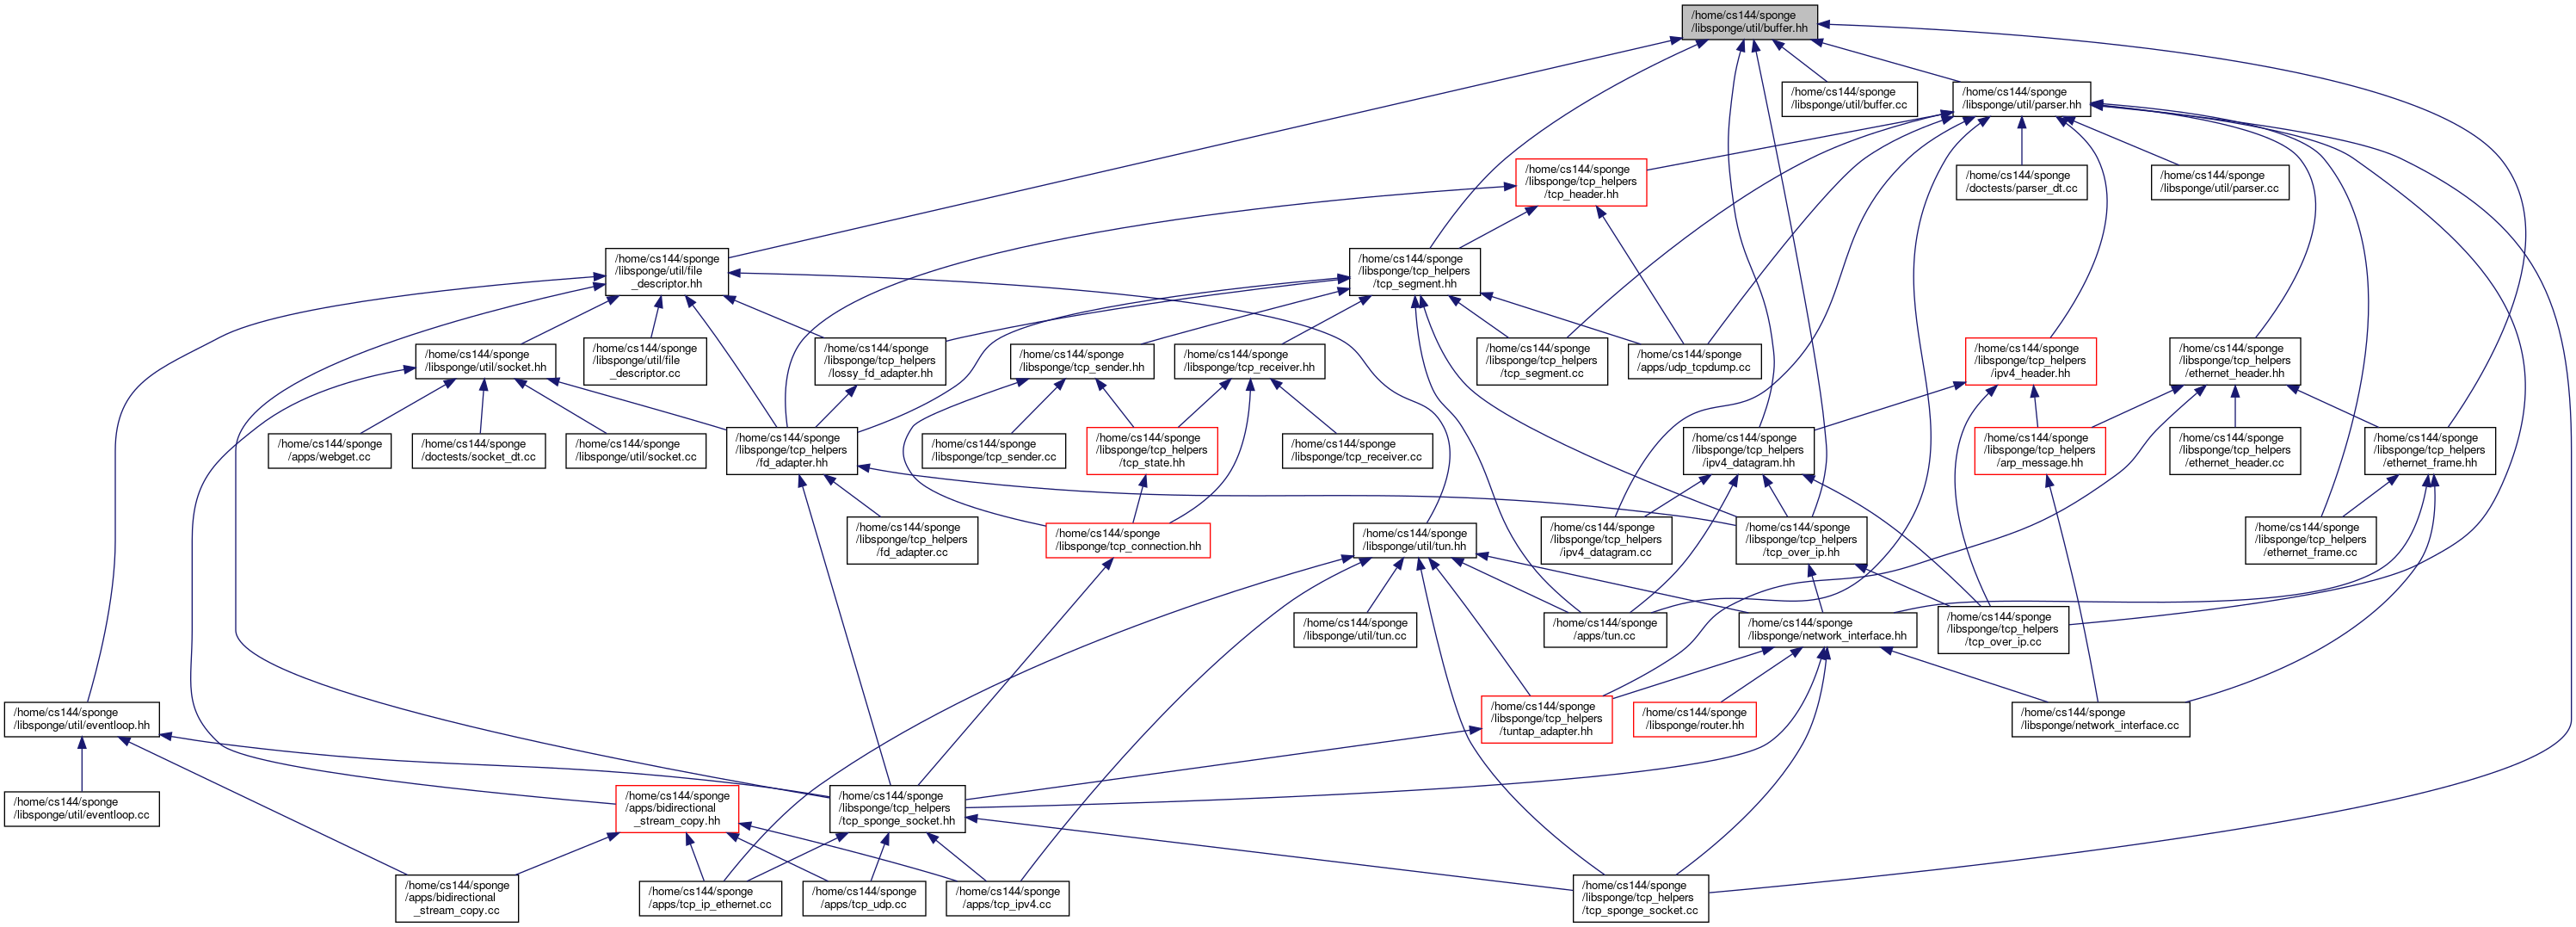 /home/cs144/sponge
/libsponge/util/buffer.hh
/home/cs144/sponge
/libsponge/util/buffer.cc
/home/cs144/sponge
/libsponge/util/parser.hh
/home/cs144/sponge
/libsponge/tcp_helpers
/tcp_header.hh
/home/cs144/sponge
/doctests/parser_dt.cc
/home/cs144/sponge
/libsponge/util/parser.cc
/home/cs144/sponge
/libsponge/util/file
_descriptor.hh
/home/cs144/sponge
/libsponge/tcp_helpers
/tcp_segment.hh
/home/cs144/sponge
/libsponge/util/socket.hh
/home/cs144/sponge
/libsponge/util/file
_descriptor.cc
/home/cs144/sponge
/libsponge/tcp_helpers
/lossy_fd_adapter.hh
/home/cs144/sponge
/libsponge/tcp_sender.hh
/home/cs144/sponge
/libsponge/tcp_receiver.hh
/home/cs144/sponge
/libsponge/tcp_helpers
/tcp_segment.cc
/home/cs144/sponge
/apps/udp_tcpdump.cc
/home/cs144/sponge
/libsponge/tcp_helpers
/ipv4_header.hh
/home/cs144/sponge
/libsponge/tcp_helpers
/ethernet_header.hh
/home/cs144/sponge
/apps/webget.cc
/home/cs144/sponge
/doctests/socket_dt.cc
/home/cs144/sponge
/libsponge/util/socket.cc
/home/cs144/sponge
/libsponge/tcp_helpers
/fd_adapter.hh
/home/cs144/sponge
/libsponge/tcp_sender.cc
/home/cs144/sponge
/libsponge/tcp_helpers
/tcp_state.hh
/home/cs144/sponge
/libsponge/tcp_receiver.cc
/home/cs144/sponge
/libsponge/tcp_helpers
/ipv4_datagram.hh
/home/cs144/sponge
/libsponge/tcp_helpers
/arp_message.hh
/home/cs144/sponge
/libsponge/tcp_helpers
/ethernet_header.cc
/home/cs144/sponge
/libsponge/tcp_helpers
/ethernet_frame.hh
/home/cs144/sponge
/libsponge/tcp_helpers
/fd_adapter.cc
/home/cs144/sponge
/libsponge/tcp_connection.hh
/home/cs144/sponge
/libsponge/util/tun.hh
/home/cs144/sponge
/libsponge/tcp_helpers
/ipv4_datagram.cc
/home/cs144/sponge
/libsponge/tcp_helpers
/tcp_over_ip.hh
/home/cs144/sponge
/libsponge/tcp_helpers
/ethernet_frame.cc
/home/cs144/sponge
/libsponge/util/tun.cc
/home/cs144/sponge
/apps/tun.cc
/home/cs144/sponge
/libsponge/network_interface.hh
/home/cs144/sponge
/libsponge/tcp_helpers
/tcp_over_ip.cc
/home/cs144/sponge
/libsponge/util/eventloop.hh
/home/cs144/sponge
/libsponge/tcp_helpers
/tuntap_adapter.hh
/home/cs144/sponge
/libsponge/router.hh
/home/cs144/sponge
/libsponge/network_interface.cc
/home/cs144/sponge
/libsponge/util/eventloop.cc
/home/cs144/sponge
/apps/bidirectional
_stream_copy.hh
/home/cs144/sponge
/libsponge/tcp_helpers
/tcp_sponge_socket.hh
/home/cs144/sponge
/apps/bidirectional
_stream_copy.cc
/home/cs144/sponge
/apps/tcp_ip_ethernet.cc
/home/cs144/sponge
/apps/tcp_udp.cc
/home/cs144/sponge
/apps/tcp_ipv4.cc
/home/cs144/sponge
/libsponge/tcp_helpers
/tcp_sponge_socket.cc